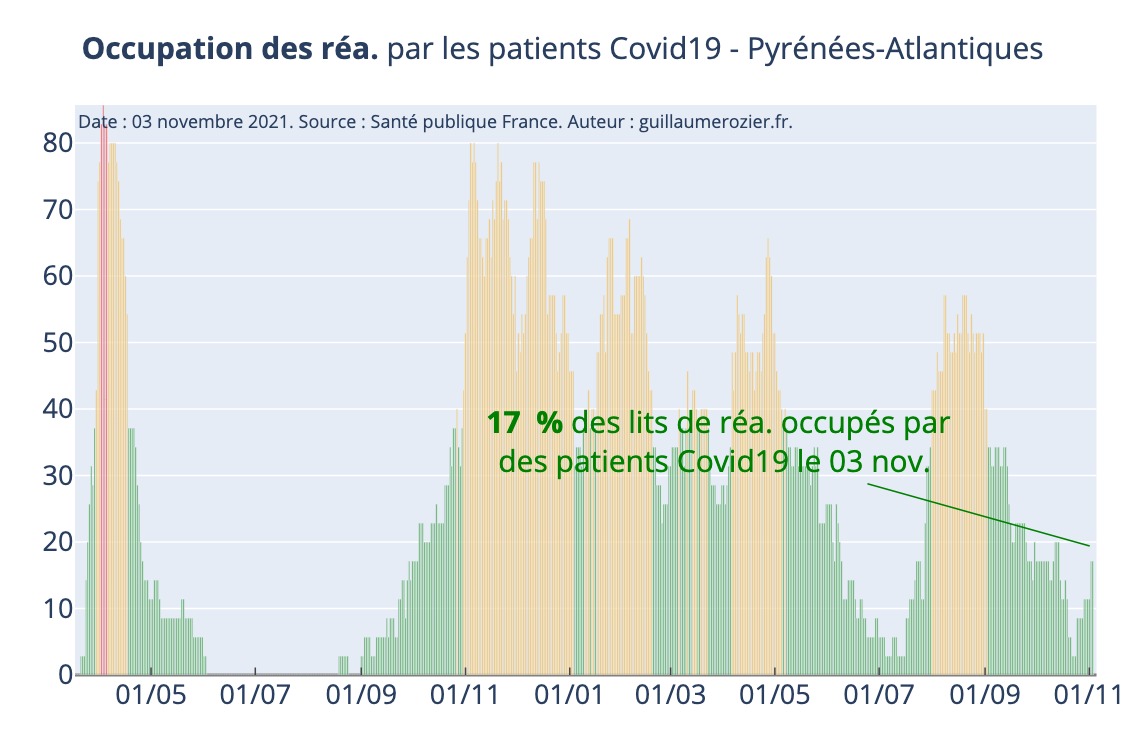 Occupation des réa. par les patients Covid19 - Pyrénées-Atlantiques
Date : 03 novembre 2021. Source : Santé publique France. Auteur : guillaumerozier.fr.
80
70
60
50
40
30
20
10
0
17 % des lits de réa. occupés par
des patients Covid19 le 03 nov.
01/05 01/07 01/09 01/11 01/01 01/03 01/05 01/07 01/09 01/11